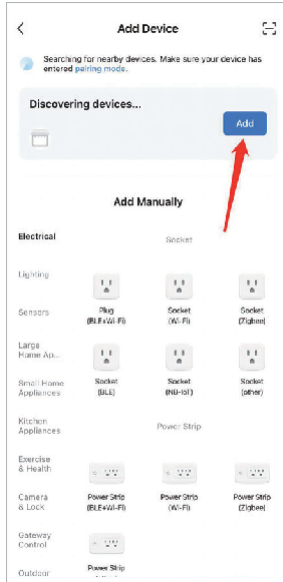 Add Device
Searching for nearby devices. Make sure your device has
entered pairing mode.
Discovering devices...
Add
Add Manually
Electrical
Socket
Lighting
Plug
(BLE+Wi-Fi)
Socket
(Wi-Fi)
Socket
(Zigbee)
Sensors
Large
Home Ap...
Small Home
Appliances
Socket
(BLE)
Socket
(NB-IoT)
Socket
(other)
Kitchen
Appliances
Power Strip
Exercise
& Health
Camera
& Lock
Power Strip
(BLE+Wi-Fi)
Power Strip
(Wi-Fi)
Power Strip
(Zigbee)
Gateway
Control
Outdoor
Power Strip